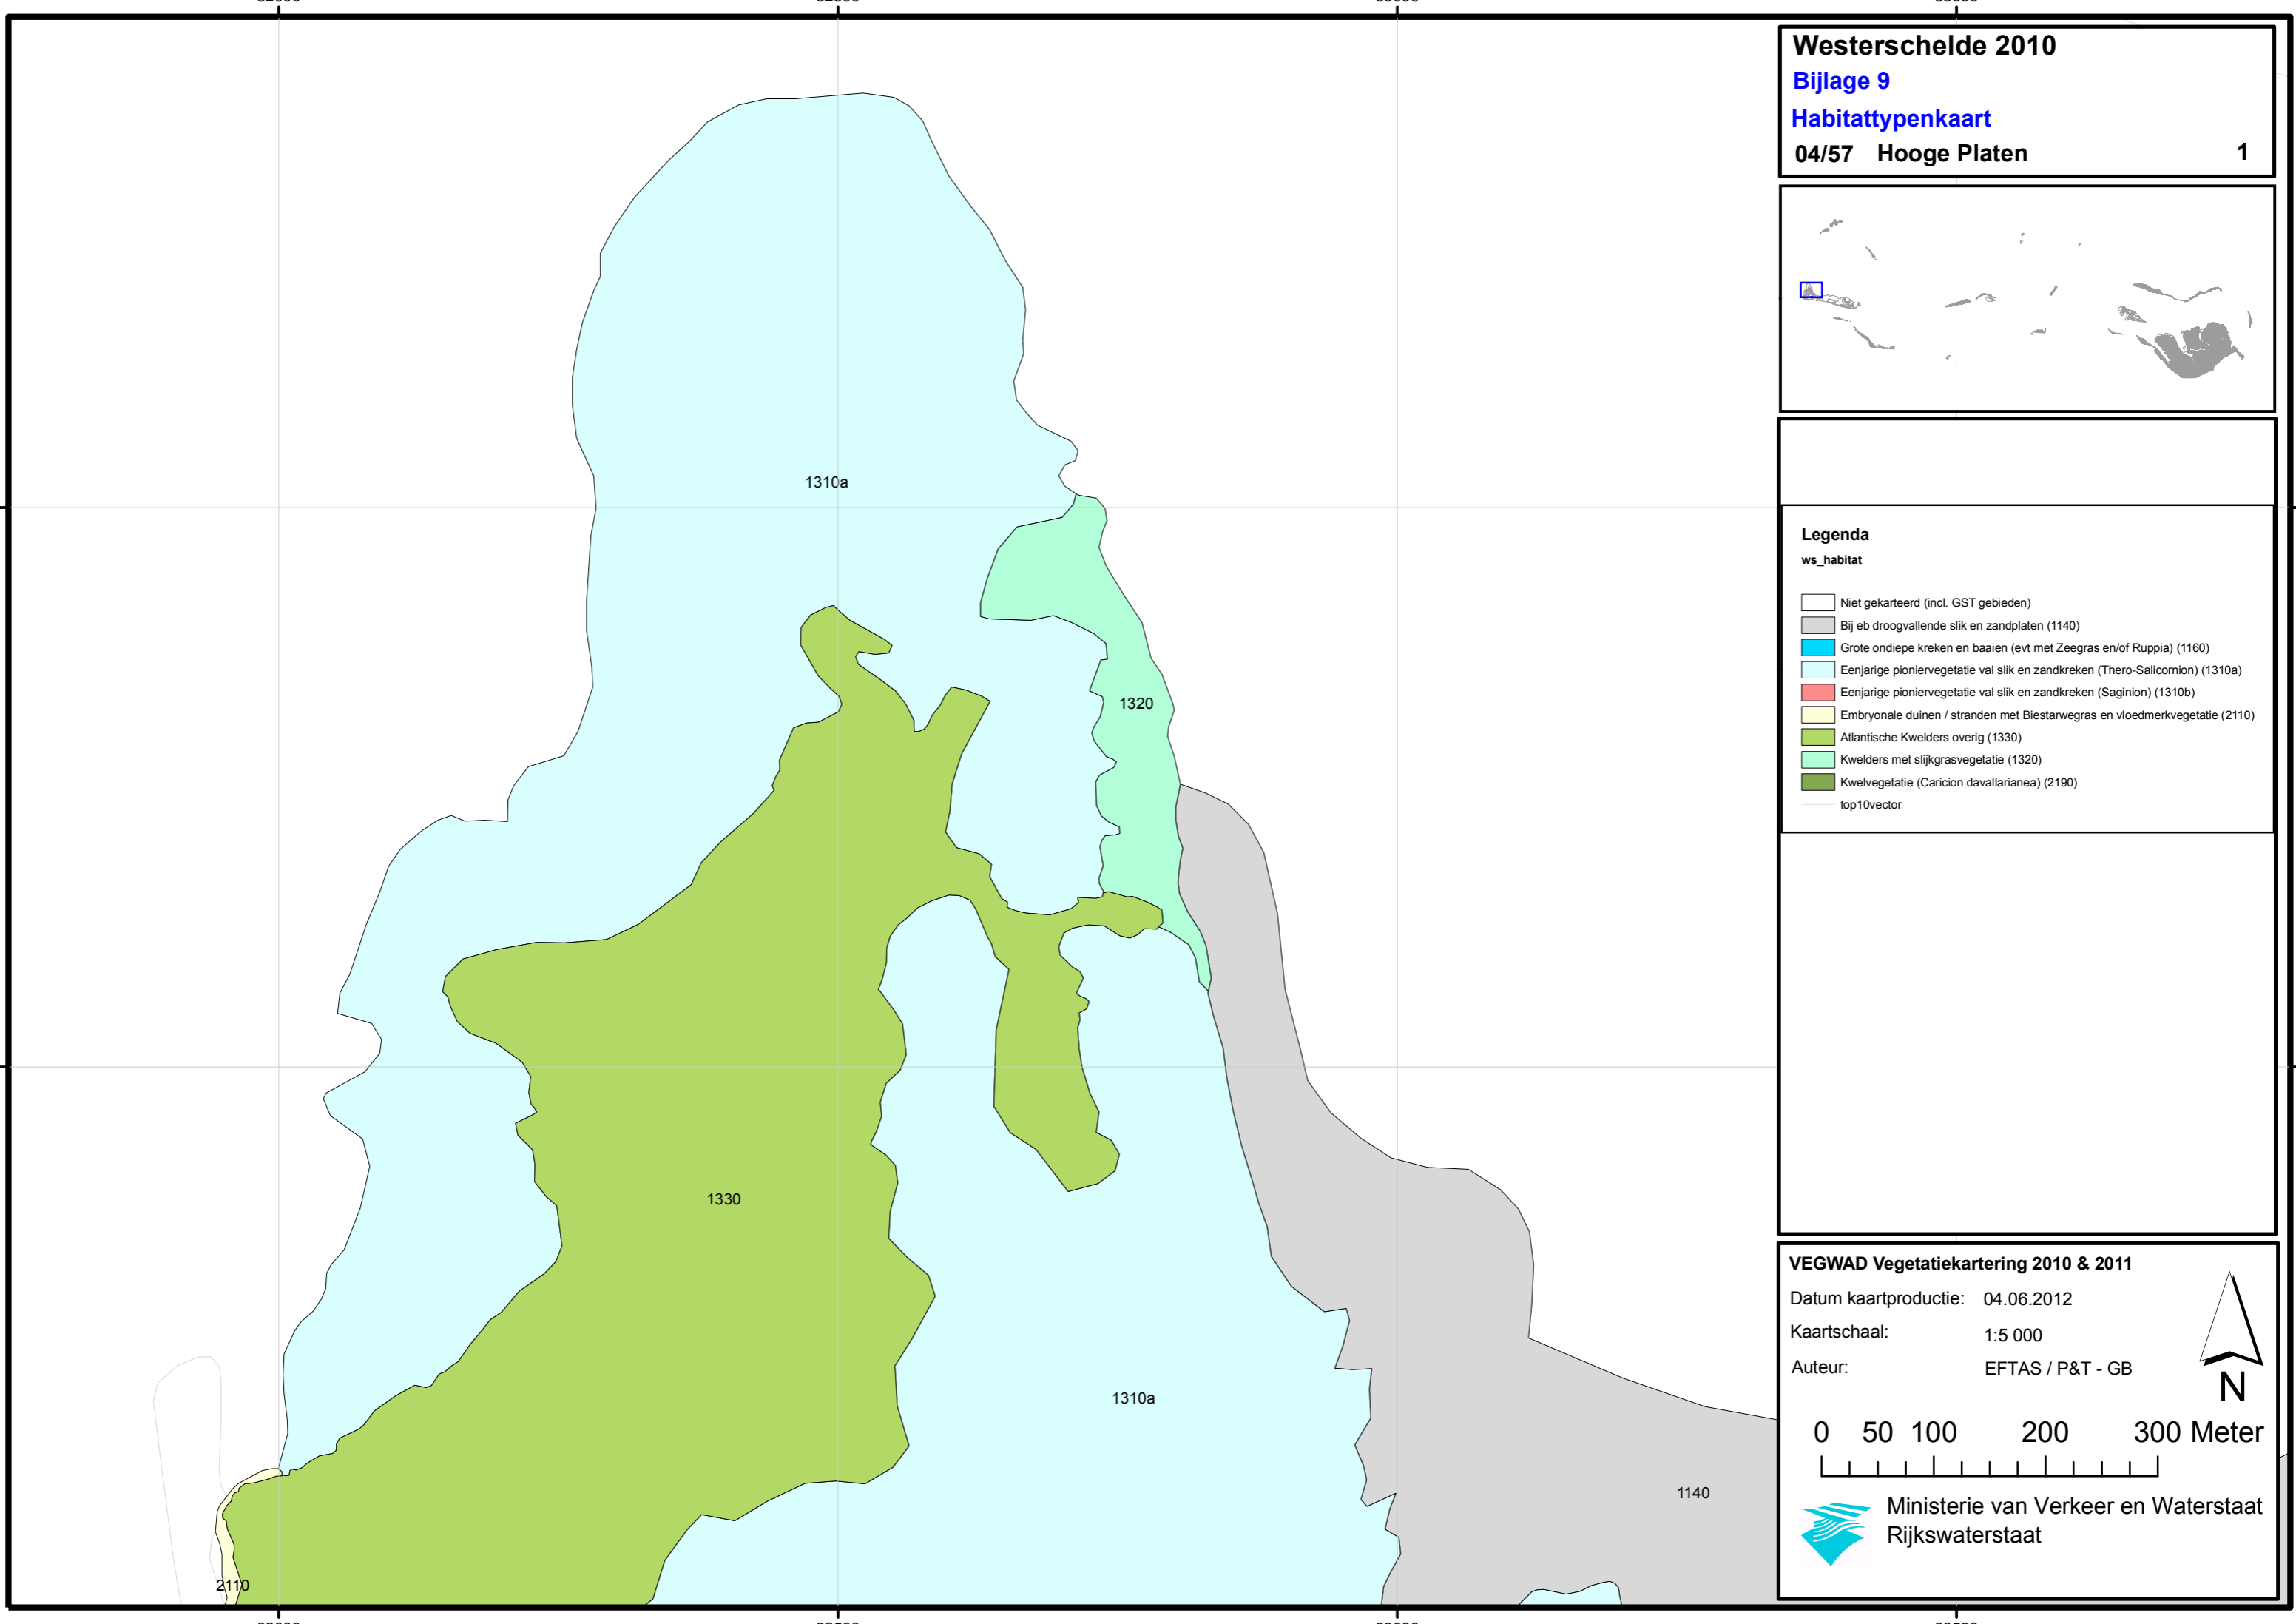 Westerschelde 2010
Bijlage 9
Habitattypenkaart
04/57 Hooge Platen 1
1310a
1320
1330
1310a
1140
2110
Legenda
ws_habitat
Niet gekarteerd (incl. GST gebieden)
Bij eb droogvallende slik en zandplaten (1140)
Grote ondiepe kreken en baaien (evt met Zeegras en/of Ruppia) (1160)
Eenjarige pioniervegetatie val slik en zandkreken (Thero-Salicornion) (1310a)
Eenjarige pioniervegetatie val slik en zandkreken (Saginion) (1310b)
Embryonale duinen / stranden met Biestarwegras en vloedmerkvegetatie (2110)
Atlantische Kwelders overig (1330)
Kwelders met slijkgrasvegetatie (1320)
Kwelvegetatie (Caricion davallarianea) (2190)
top10vector
VEGWAD Vegetatiekartering 2010 & 2011
Datum kaartproductie: 04.06.2012
Kaartschaal: 1:5 000
Auteur: EFTAS / P&T - GB
N
0 50 100 200 300 Meter
Ministerie van Verkeer en Waterstaat
Rijkswaterstaat